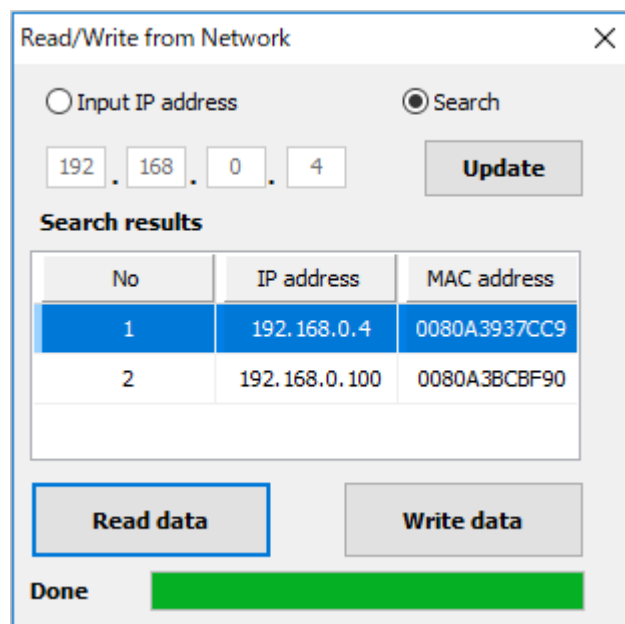 Read/Write from Network
Input IP address Search
192 . 168 . 0 . 4 Update
Search results
No IP address MAC address
1 192.168.0.4 0080A3937CC9
2 192.168.0.100 0080A3BCBF90
Read data Write data
Done